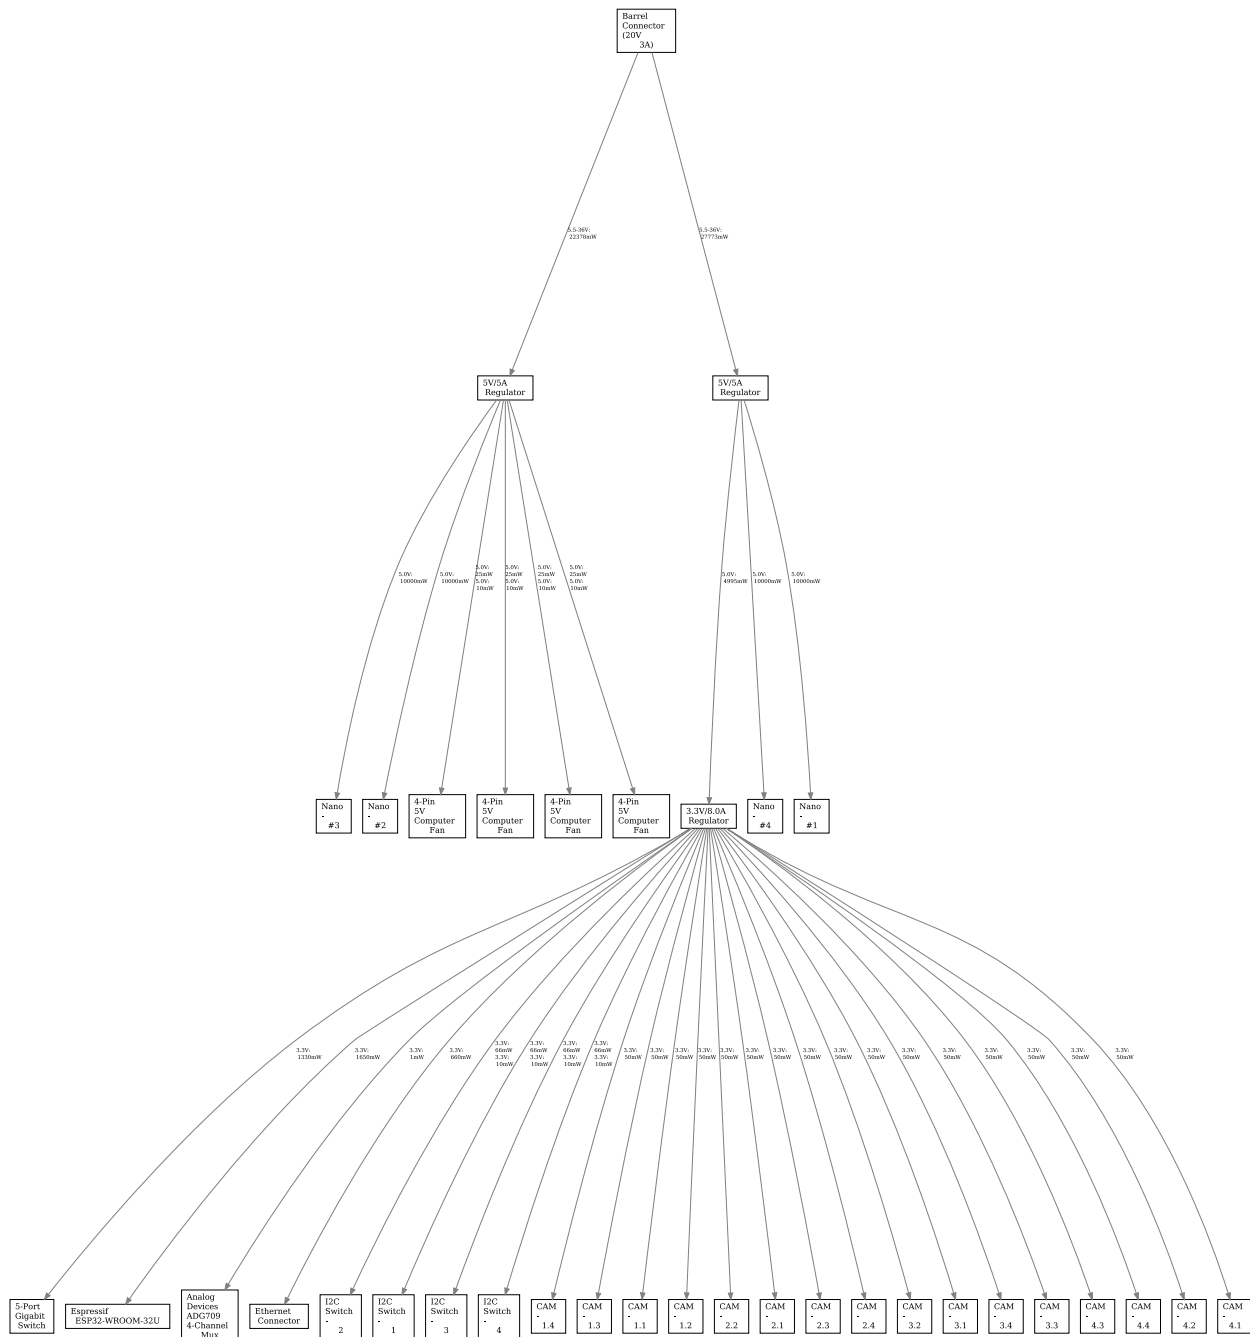 Barrel
Connector
(20V
3A)
5.5-36V:
22378mW
5.5-36V:
27773mW
5V/5A
Regulator
5V/5A
Regulator
5.0V:
10000mW
5.0V:
10000mW
5.0V:
25mW
5.0V:
10mW
5.0V:
25mW
5.0V:
10mW
5.0V:
25mW
5.0V:
10mW
5.0V:
25mW
5.0V:
10mW
5.0V:
4995mW
5.0V:
10000mW
5.0V:
10000mW
Nano
-
#3
Nano
-
#2
4-Pin
5V
Computer
Fan
4-Pin
5V
Computer
Fan
4-Pin
5V
Computer
Fan
4-Pin
5V
Computer
Fan
3.3V/8.0A
Regulator
Nano
-
#4
Nano
-
#1
3.3V:
1330mW
3.3V:
1650mW
3.3V:
1mW
3.3V:
660mW
3.3V:
66mW
3.3V:
10mW
3.3V:
66mW
3.3V:
10mW
3.3V:
66mW
3.3V:
10mW
3.3V:
66mW
3.3V:
10mW
3.3V:
50mW
3.3V:
50mW
3.3V:
50mW
3.3V:
50mW
3.3V:
50mW
3.3V:
50mW
3.3V:
50mW
3.3V:
50mW
3.3V:
50mW
3.3V:
50mW
3.3V:
50mW
3.3V:
50mW
3.3V:
50mW
3.3V:
50mW
3.3V:
50mW
3.3V:
50mW
5-Port
Gigabit
Switch
Espressif
ESP32-WROOM-32U
Analog
Devices
ADG709
4-Channel
Mux
Ethernet
Connector
I2C
Switch
-
2
I2C
Switch
-
1
I2C
Switch
-
3
I2C
Switch
-
4
CAM
-
1.4
CAM
-
1.3
CAM
-
1.1
CAM
-
1.2
CAM
-
2.2
CAM
-
2.1
CAM
-
2.3
CAM
-
2.4
CAM
-
3.2
CAM
-
3.1
CAM
-
3.4
CAM
-
3.3
CAM
-
4.3
CAM
-
4.4
CAM
-
4.2
CAM
-
4.1